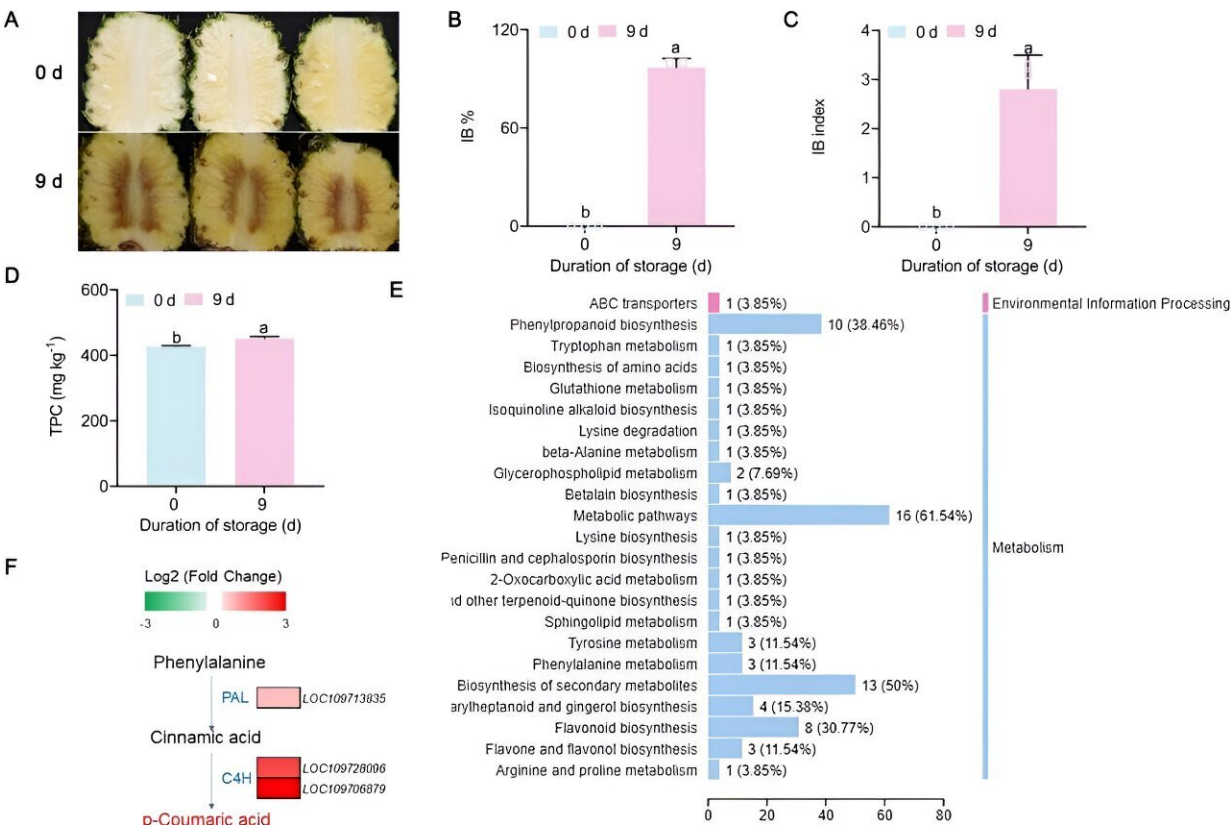 A
0 d
9 d
B
0 d 9 d
120
60
0
IB %
b
a
0 9
Duration of storage (d)
C
0 d 9 d
4
3
2
1
0
IB index
b
a
0 9
Duration of storage (d)
D
0 d 9 d
600
400
200
0
TPC (mg kg⁻¹)
b
a
0 9
Duration of storage (d)
E
ABC transporters 1 (3.85%)
Phenylpropanoid biosynthesis 10 (38.46%)
Tryptophan metabolism 1 (3.85%)
Biosynthesis of amino acids 1 (3.85%)
Glutathione metabolism 1 (3.85%)
Isoquinoline alkaloid biosynthesis 1 (3.85%)
Lysine degradation 1 (3.85%)
beta-Alanine metabolism 1 (3.85%)
Glycerophospholipid metabolism 2 (7.69%)
Betalain biosynthesis 1 (3.85%)
Metabolic pathways 16 (61.54%)
Lysine biosynthesis 1 (3.85%)
Penicillin and cephalosporin biosynthesis 1 (3.85%)
2-Oxocarboxylic acid metabolism 1 (3.85%)
other terpenoid-quinone biosynthesis 1 (3.85%)
Sphingolipid metabolism 1 (3.85%)
Tyrosine metabolism 3 (11.54%)
Phenylalanine metabolism 3 (11.54%)
Biosynthesis of secondary metabolites 13 (50%)
arylheptanoid and gingerol biosynthesis 4 (15.38%)
Flavonoid biosynthesis 8 (30.77%)
Flavone and flavonol biosynthesis 3 (11.54%)
Arginine and proline metabolism 1 (3.85%)
0 20 40 60 80
Environmental Information Processing
Metabolism
F
Log2 (Fold Change)
-3 0 3
Phenylalanine
PAL LOC109713835
Cinnamic acid
C4H LOC109728096
LOC109706879
p-Coumaric acid